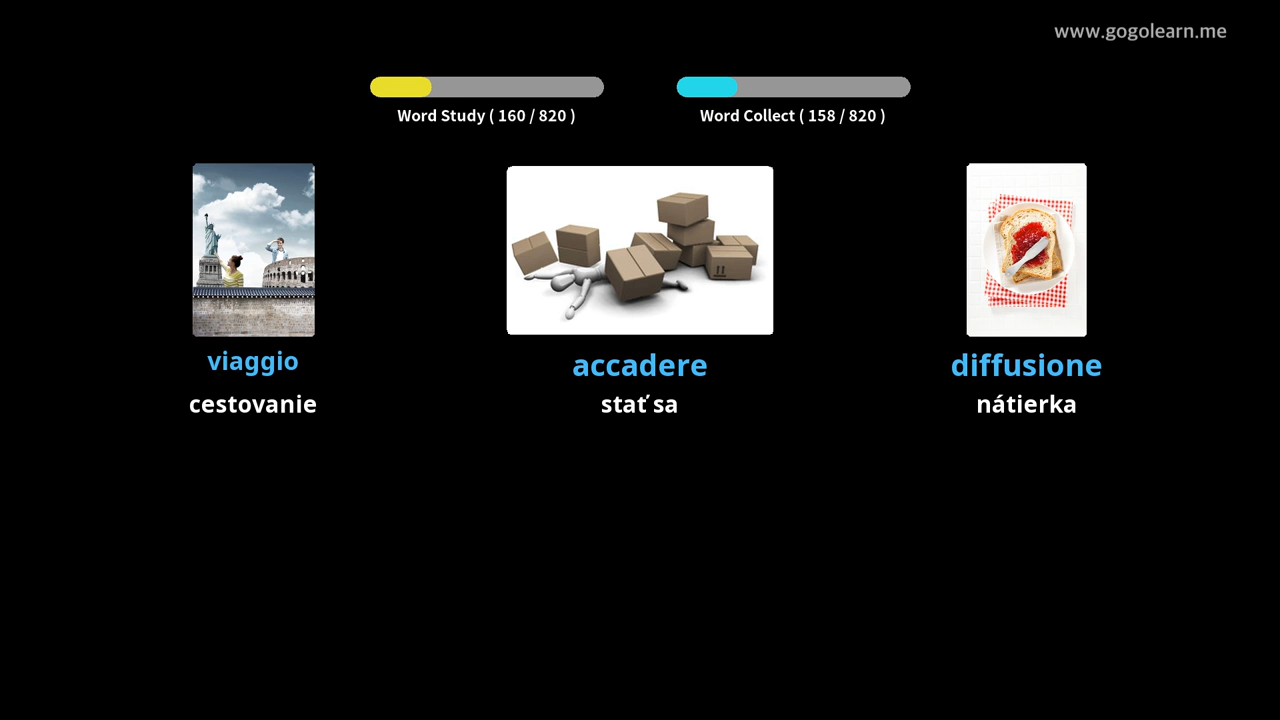 www.gogolearn.me
Word Study ( 160 / 820 )
Word Collect ( 158 / 820 )
viaggio
cestovanie
accadere
stať sa
diffusione
nátierka